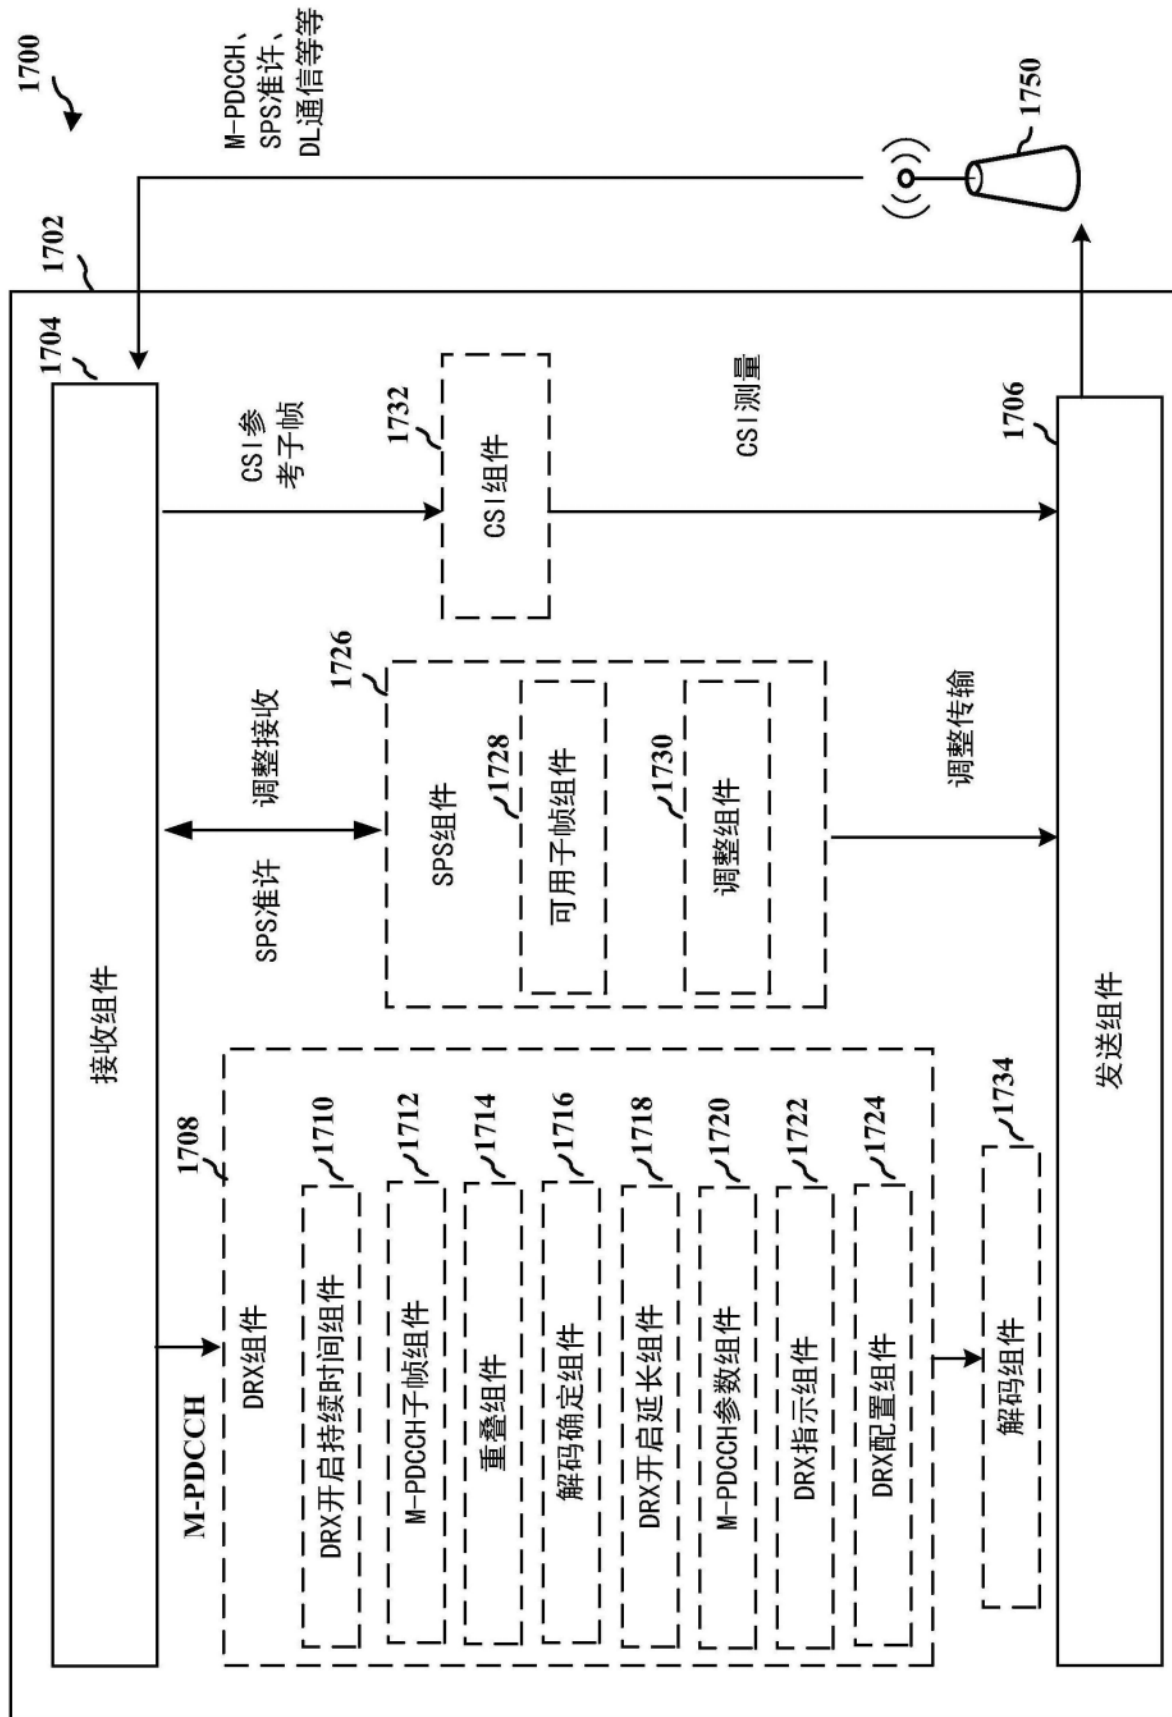 1700
M-PDCCH、
SPS准许、
DL通信等等
1702
1704
接收组件
M-PDCCH
1708
DRX组件
DRX开启持续时间组件
1710
M-PDCCH子帧组件
1712
重叠组件
1714
解码确定组件
1716
DRX开启延长组件
1718
M-PDCCH参数组件
1720
DRX指示组件
1722
DRX配置组件
1724
解码组件
1734
SPS准许
调整接收
1726
SPS组件
1728
可用子帧组件
1730
调整组件
调整传输
CSI参
考子帧
1732
CSI组件
CSI测量
1706
发送组件
1750